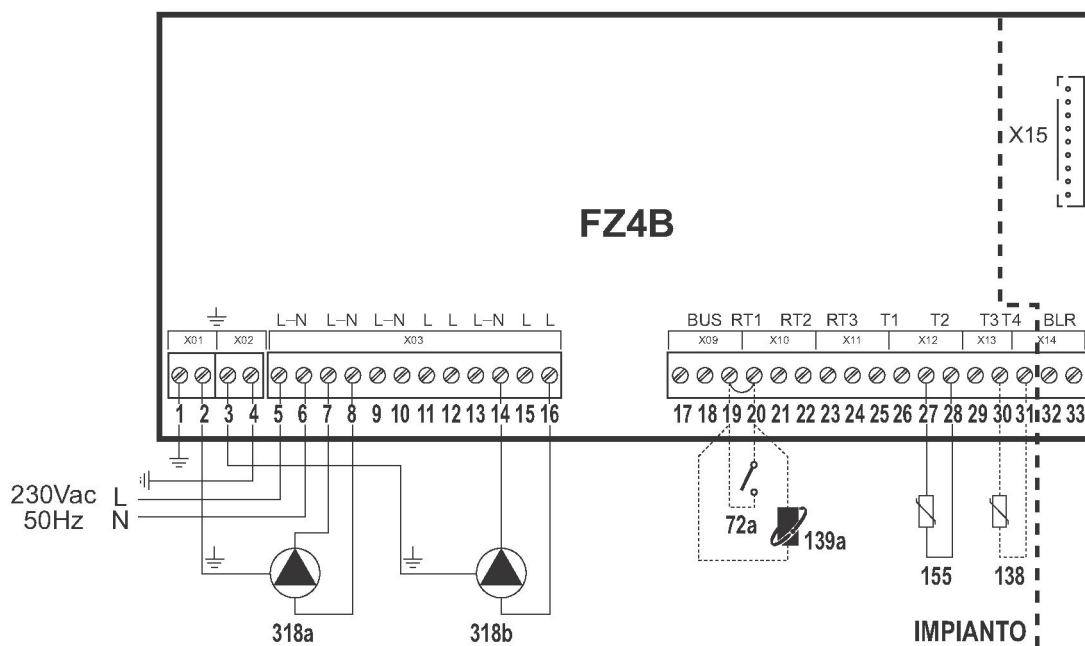 X15
FZ4B
L–N L–N L–N L L L–N L L
BUS RT1 RT2 RT3 T1 T2 T3 T4 BLR
X01 X02 X03 X09 X10 X11 X12 X13 X14
1 2 3 4 5 6 7 8 9 10 11 12 13 14 15 16 17 18 19 20 21 22 23 24 25 26 27 28 29 30 31 32 33
230Vac L
50Hz N
72a
139a
155
138
318a
318b
IMPIANTO